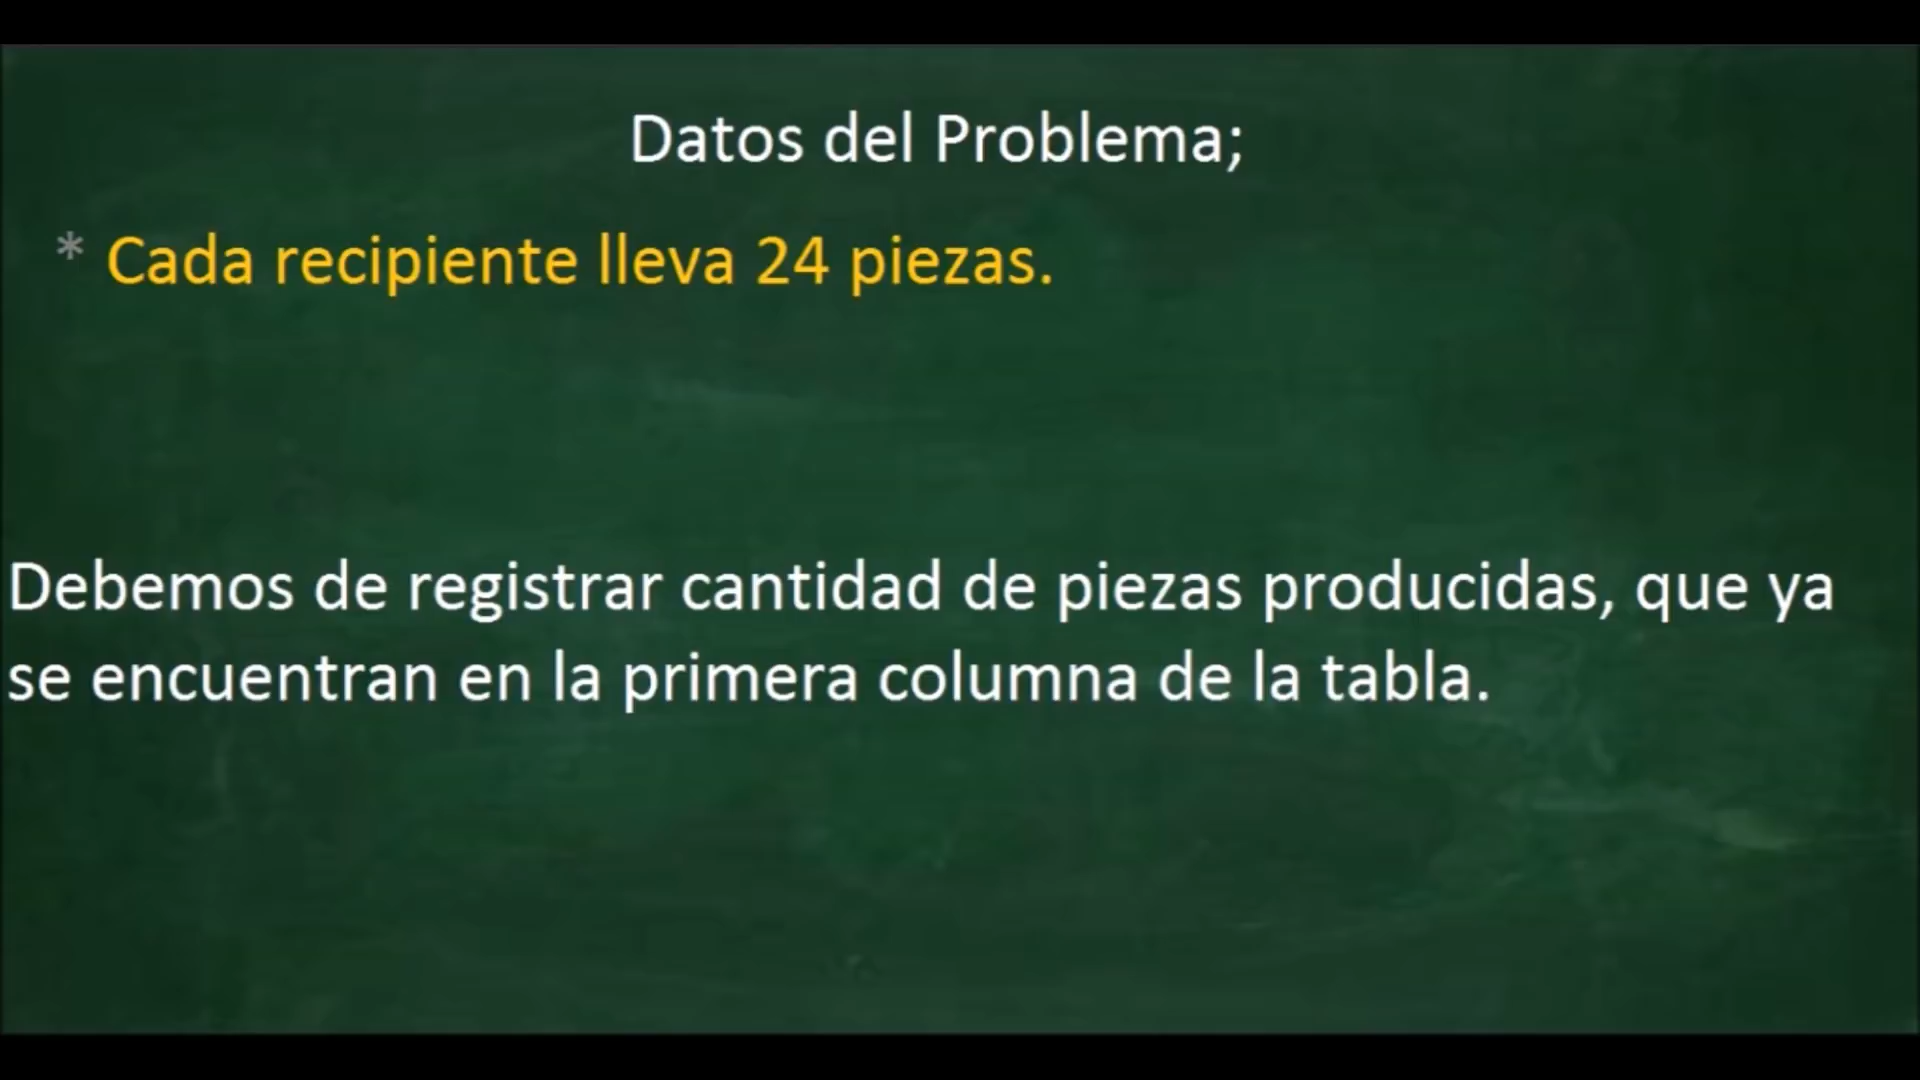 Datos del Problema;
* Cada recipiente lleva 24 piezas.
Debemos de registrar cantidad de piezas producidas, que ya
se encuentran en la primera columna de la tabla.